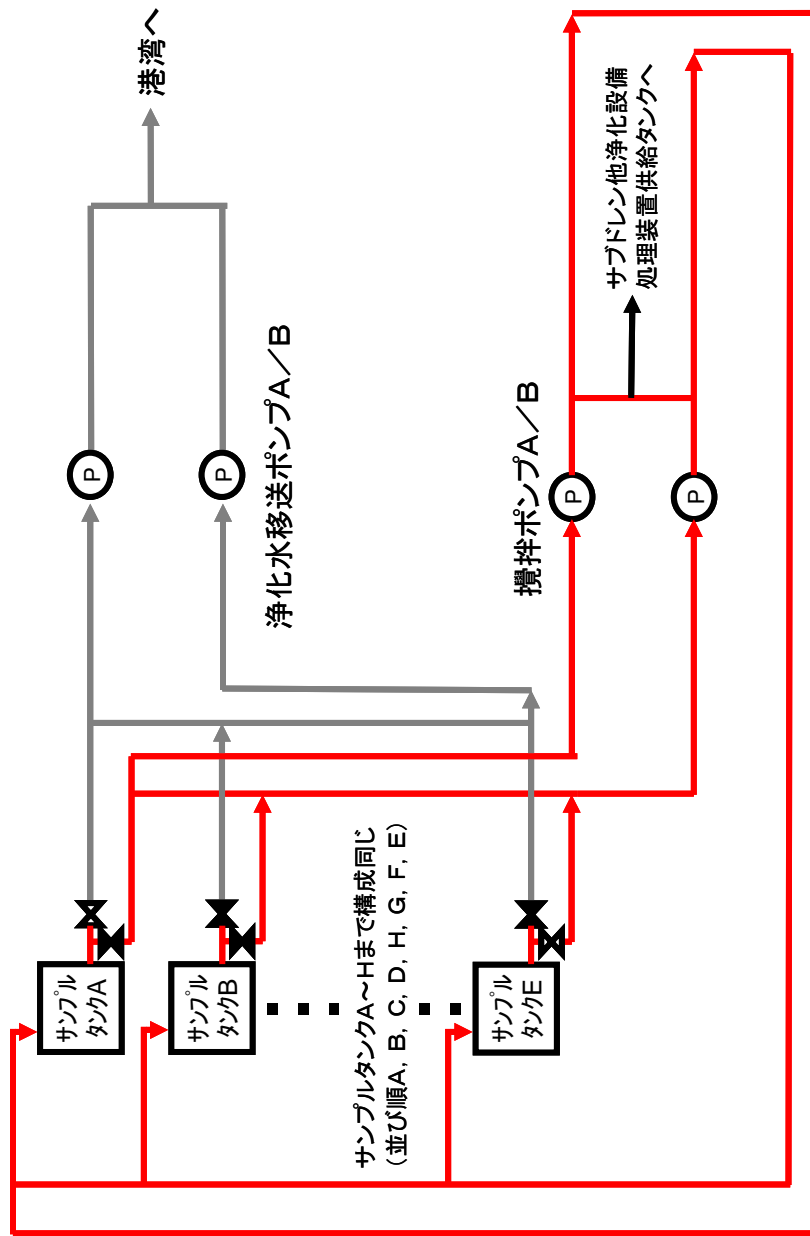 サンプル
タンクA
サンプル
タンクB
サンプル
タンクE
サンプルタンクA～Hまで構成同じ
(並び順A, B, C, D, H, G, F, E)
P
P
浄化水移送ポンプA／B
港湾へ
P
P
攪拌ポンプA／B
サブドレン他浄化設備
処理装置供給タンクへ